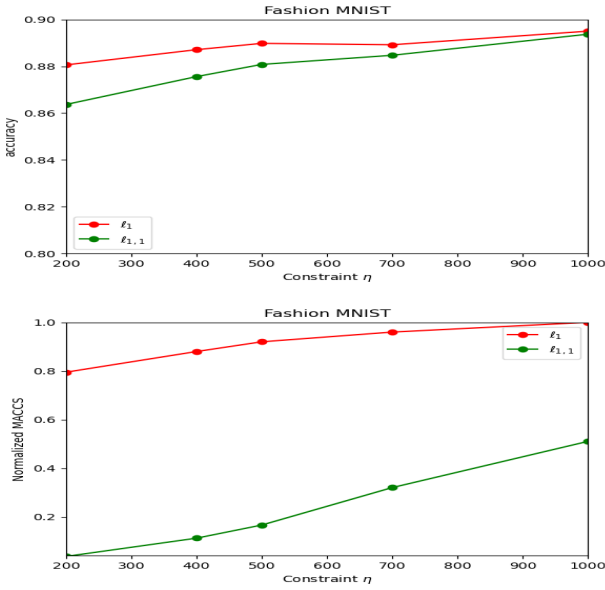 Fashion MNIST
0.90
0.88
0.86
0.84
0.82
0.80
accuracy
ℓ₁
ℓ₁,₁
200 300 400 500 600 700 800 900 1000
Constraint η
Fashion MNIST
1.0
0.8
0.6
0.4
0.2
Normalized MACCS
ℓ₁
ℓ₁,₁
200 300 400 500 600 700 800 900 1000
Constraint η